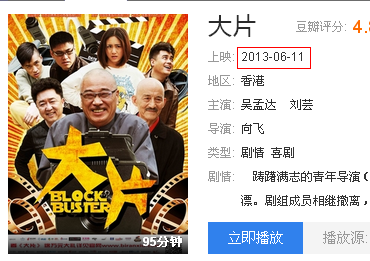 大片
BLOCK
BUSTER
95分钟
大片
豆瓣评分: 4.8
上映: 2013-06-11
地区: 香港
主演: 吴孟达 刘芸
导演: 向飞
类型: 剧情 喜剧
剧情: 踌躇满志的青年导演(
漂。剧组成员相继撤离,
立即播放
播放源: